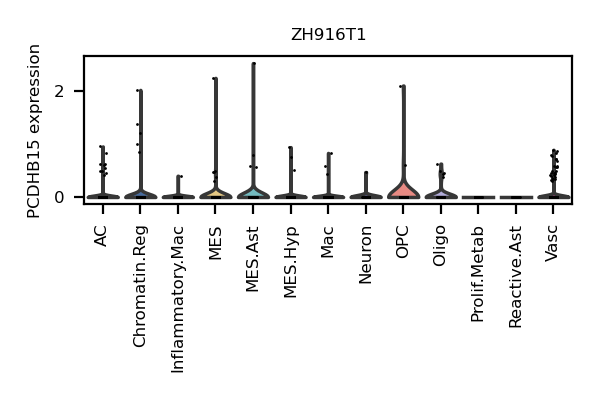 ZH916T1
PCDHB15 expression
2
0
AC
Chromatin.Reg
Inflammatory.Mac
MES
MES.Ast
MES.Hyp
Mac
Neuron
OPC
Oligo
Prolif.Metab
Reactive.Ast
Vasc